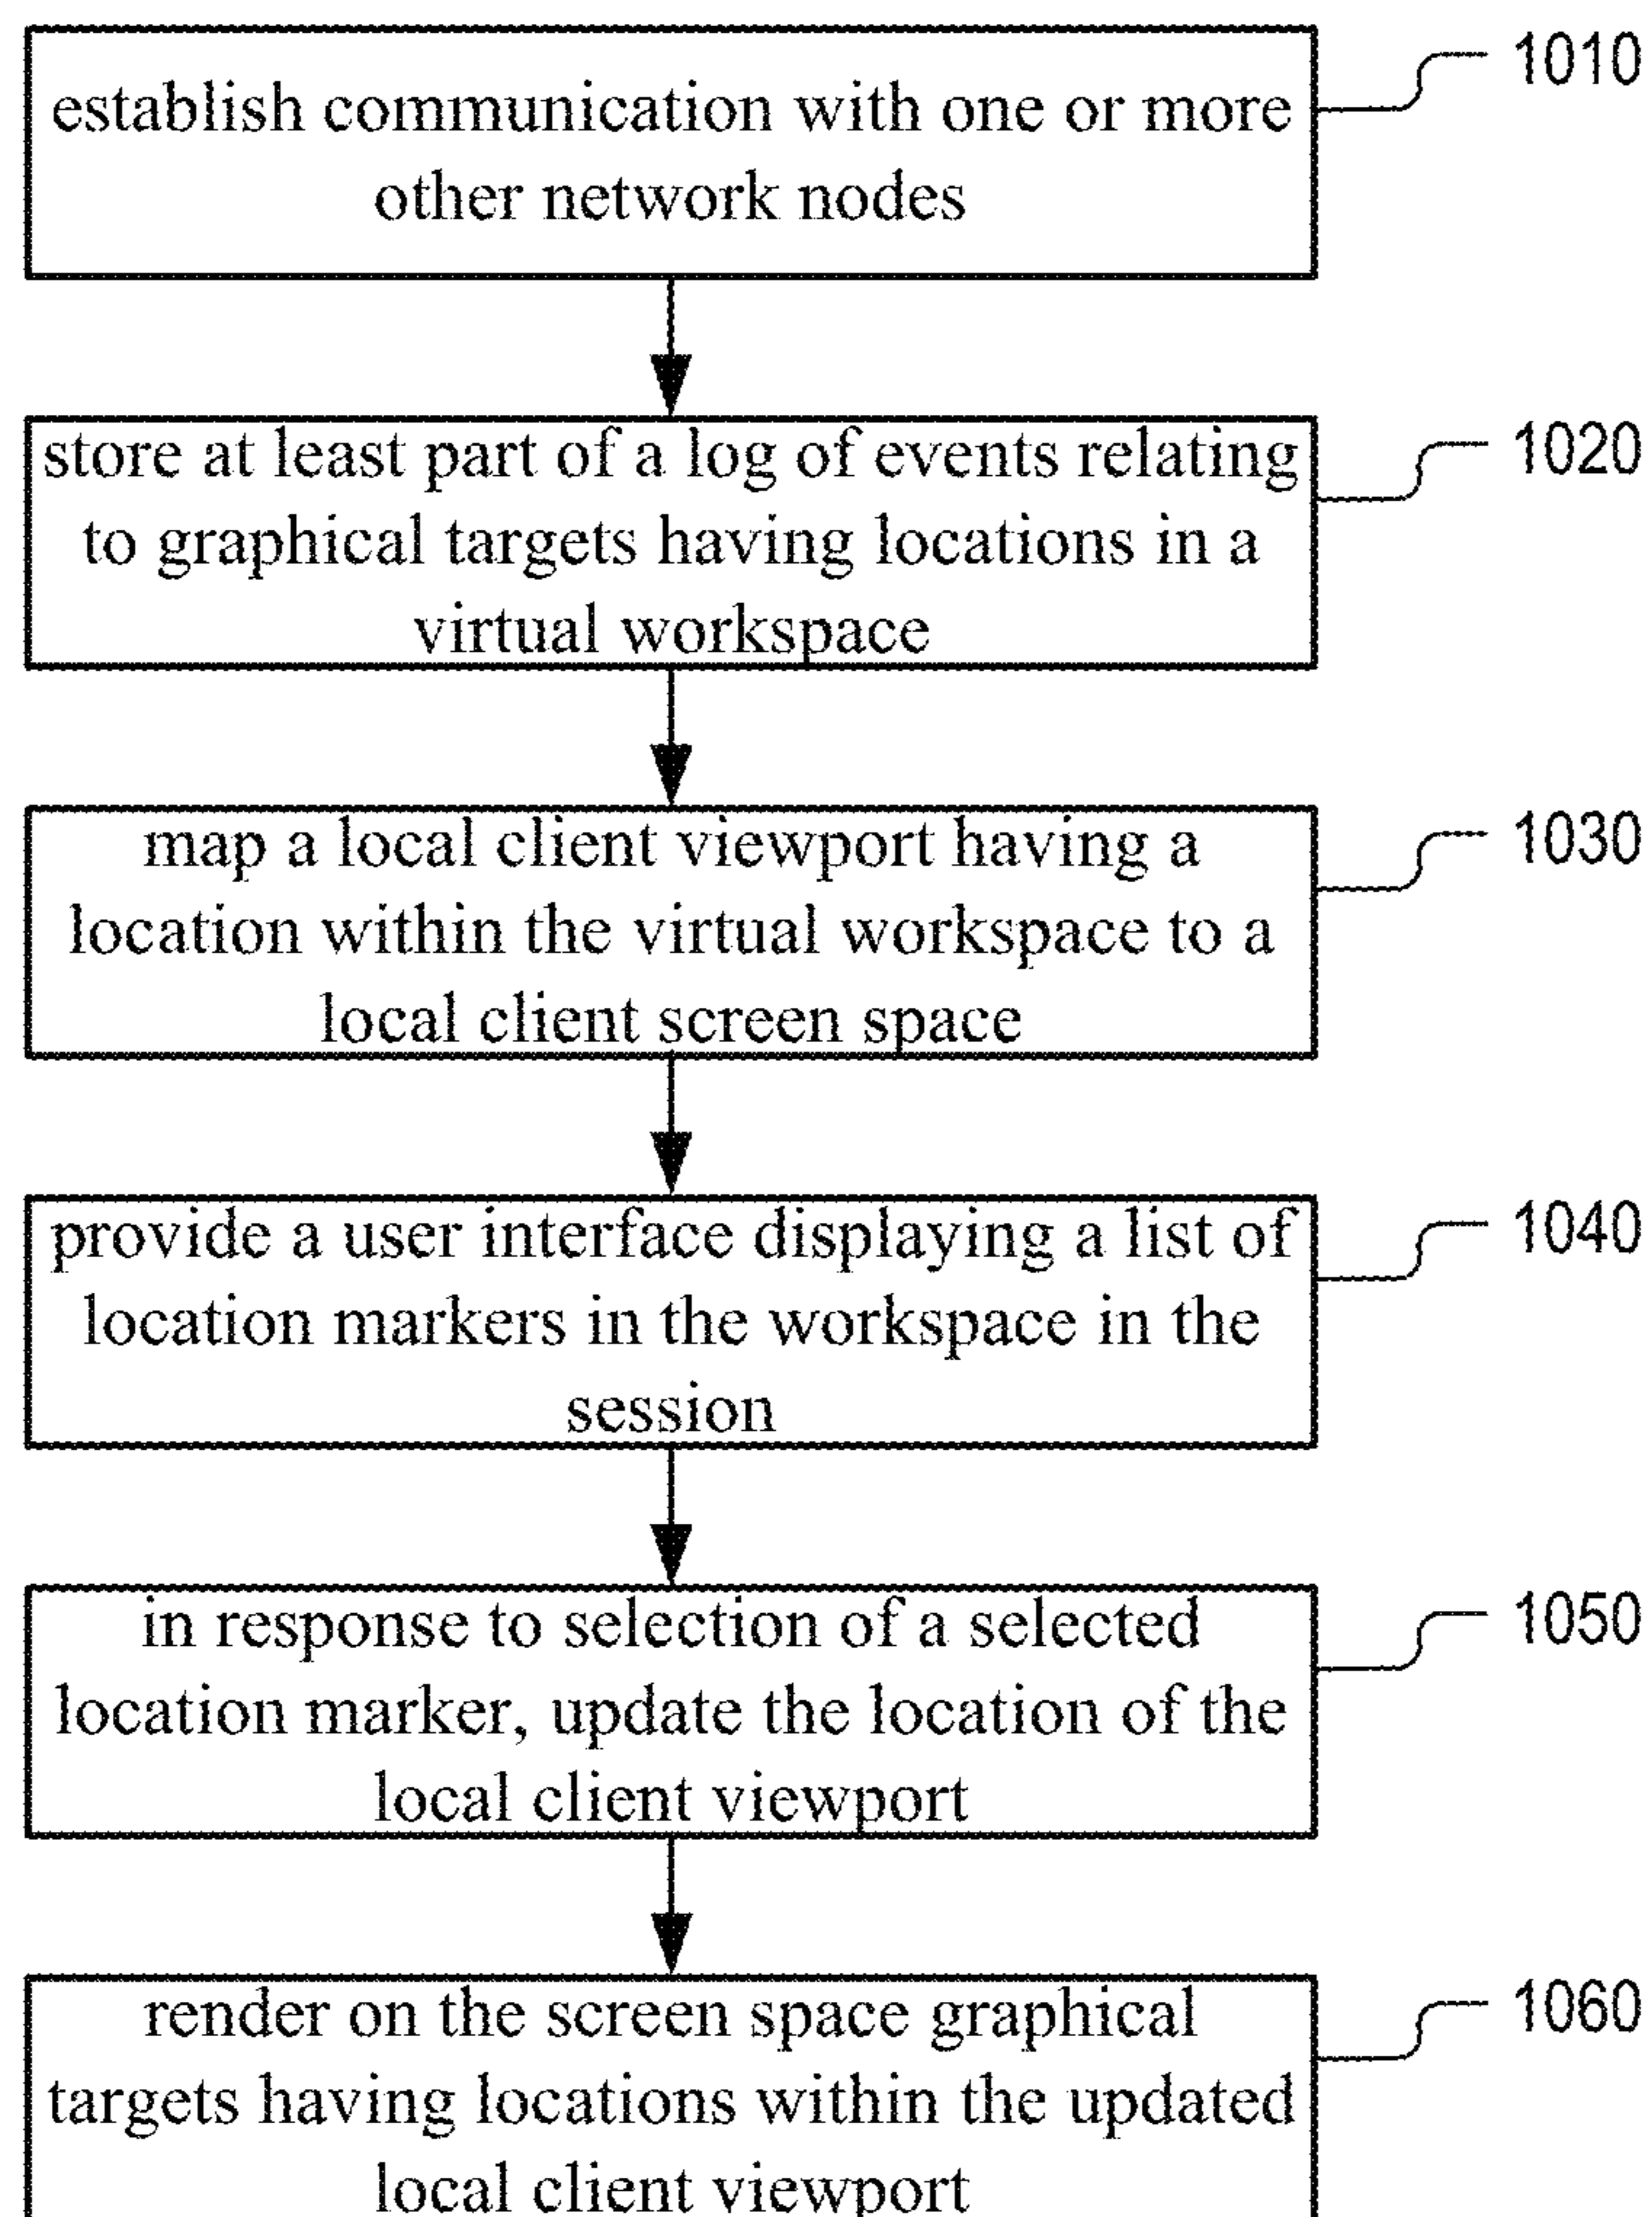 establish communication with one or more
other network nodes
1010
store at least part of a log of events relating
to graphical targets having locations in a
virtual workspace
1020
map a local client viewport having a
location within the virtual workspace to a
local client screen space
1030
provide a user interface displaying a list of
location markers in the workspace in the
session
1040
in response to selection of a selected
location marker, update the location of the
local client viewport
1050
render on the screen space graphical
targets having locations within the updated
local client viewport
1060